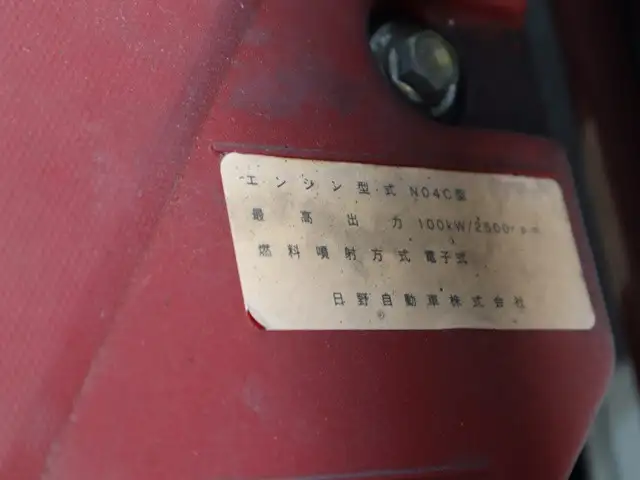 エンジン型式 N04C型
最高出力 100kW/2500rpm
燃料噴射方式 電子式
日野自動車株式会社